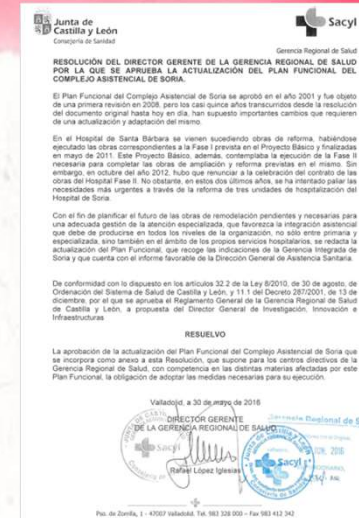 Junta de
Castilla y León
Consejería de Sanidad
Sacyl
Gerencia Regional de Salud
RESOLUCIÓN DEL DIRECTOR GERENTE DE LA GERENCIA REGIONAL DE SALUD
POR LA QUE SE APRUEBA LA ACTUALIZACIÓN DEL PLAN FUNCIONAL DEL
COMPLEJO ASISTENCIAL DE SORIA.
El Plan Funcional del Complejo Asistencial de Soria se aprobó en el año 2001 y fue objeto
de una primera revisión en 2008, pero los casi quince años transcurridos desde la resolución
del documento original hasta hoy en día, han supuesto importantes cambios que requieren
de una actualización y adaptación del mismo.
En el Hospital de Santa Bárbara se vienen sucediendo obras de reforma, habiéndose
ejecutado las obras correspondientes a la Fase I prevista en el Proyecto Básico y finalizadas
en mayo de 2011. Este Proyecto Básico, además, contemplaba la ejecución de la Fase II
necesaria para completar las obras de ampliación y reforma previstas en el mismo. Sin
embargo, en octubre del año 2012, hubo que renunciar a la celebración del contrato de las
obras del Hospital Fase II. No obstante, en estos dos últimos años, se ha intentado paliar las
necesidades más urgentes a través de la reforma de tres unidades de hospitalización del
Hospital de Soria.
Con el fin de planificar el futuro de las obras de remodelación pendientes y necesarias para
una adecuada gestión de la atención especializada, que favorezca la integración asistencial
que debe de producirse en todos los niveles de la organización, no sólo entre primaria y
especializada, sino también en el ámbito de los propios servicios hospitalarios, se redacta la
actualización del Plan Funcional, que recoge las indicaciones de la Gerencia Integrada de
Soria y que cuenta con el informe favorable de la Dirección General de Asistencia Sanitaria.
De conformidad con lo dispuesto en los artículos 32.2 de la Ley 8/2010, de 30 de agosto, de
Ordenación del Sistema de Salud de Castilla y León, y 11.1 del Decreto 287/2001, de 13 de
diciembre, por el que se aprueba el Reglamento General de la Gerencia Regional de Salud
de Castilla y León, a propuesta del Director General de Investigación, Innovación e
Infraestructuras
RESUELVO
La aprobación de la actualización del Plan Funcional del Complejo Asistencial de Soria que
se incorpora como anexo a esta Resolución, que supone para los centros directivos de la
Gerencia Regional de Salud, con competencia en las distintas materias afectadas por este
Plan Funcional, la obligación de adoptar las medidas necesarias para su ejecución.
Valladolid, a 30 de mayo de 2016
DIRECTOR GERENTE
DE LA GERENCIA REGIONAL DE SALUD
Rafael López Iglesias
Sacyl
Sacyl
Pso. de Zorrilla, 1 - 47007 Valladolid. Tel. 983 328 000 – Fax 983 412 342